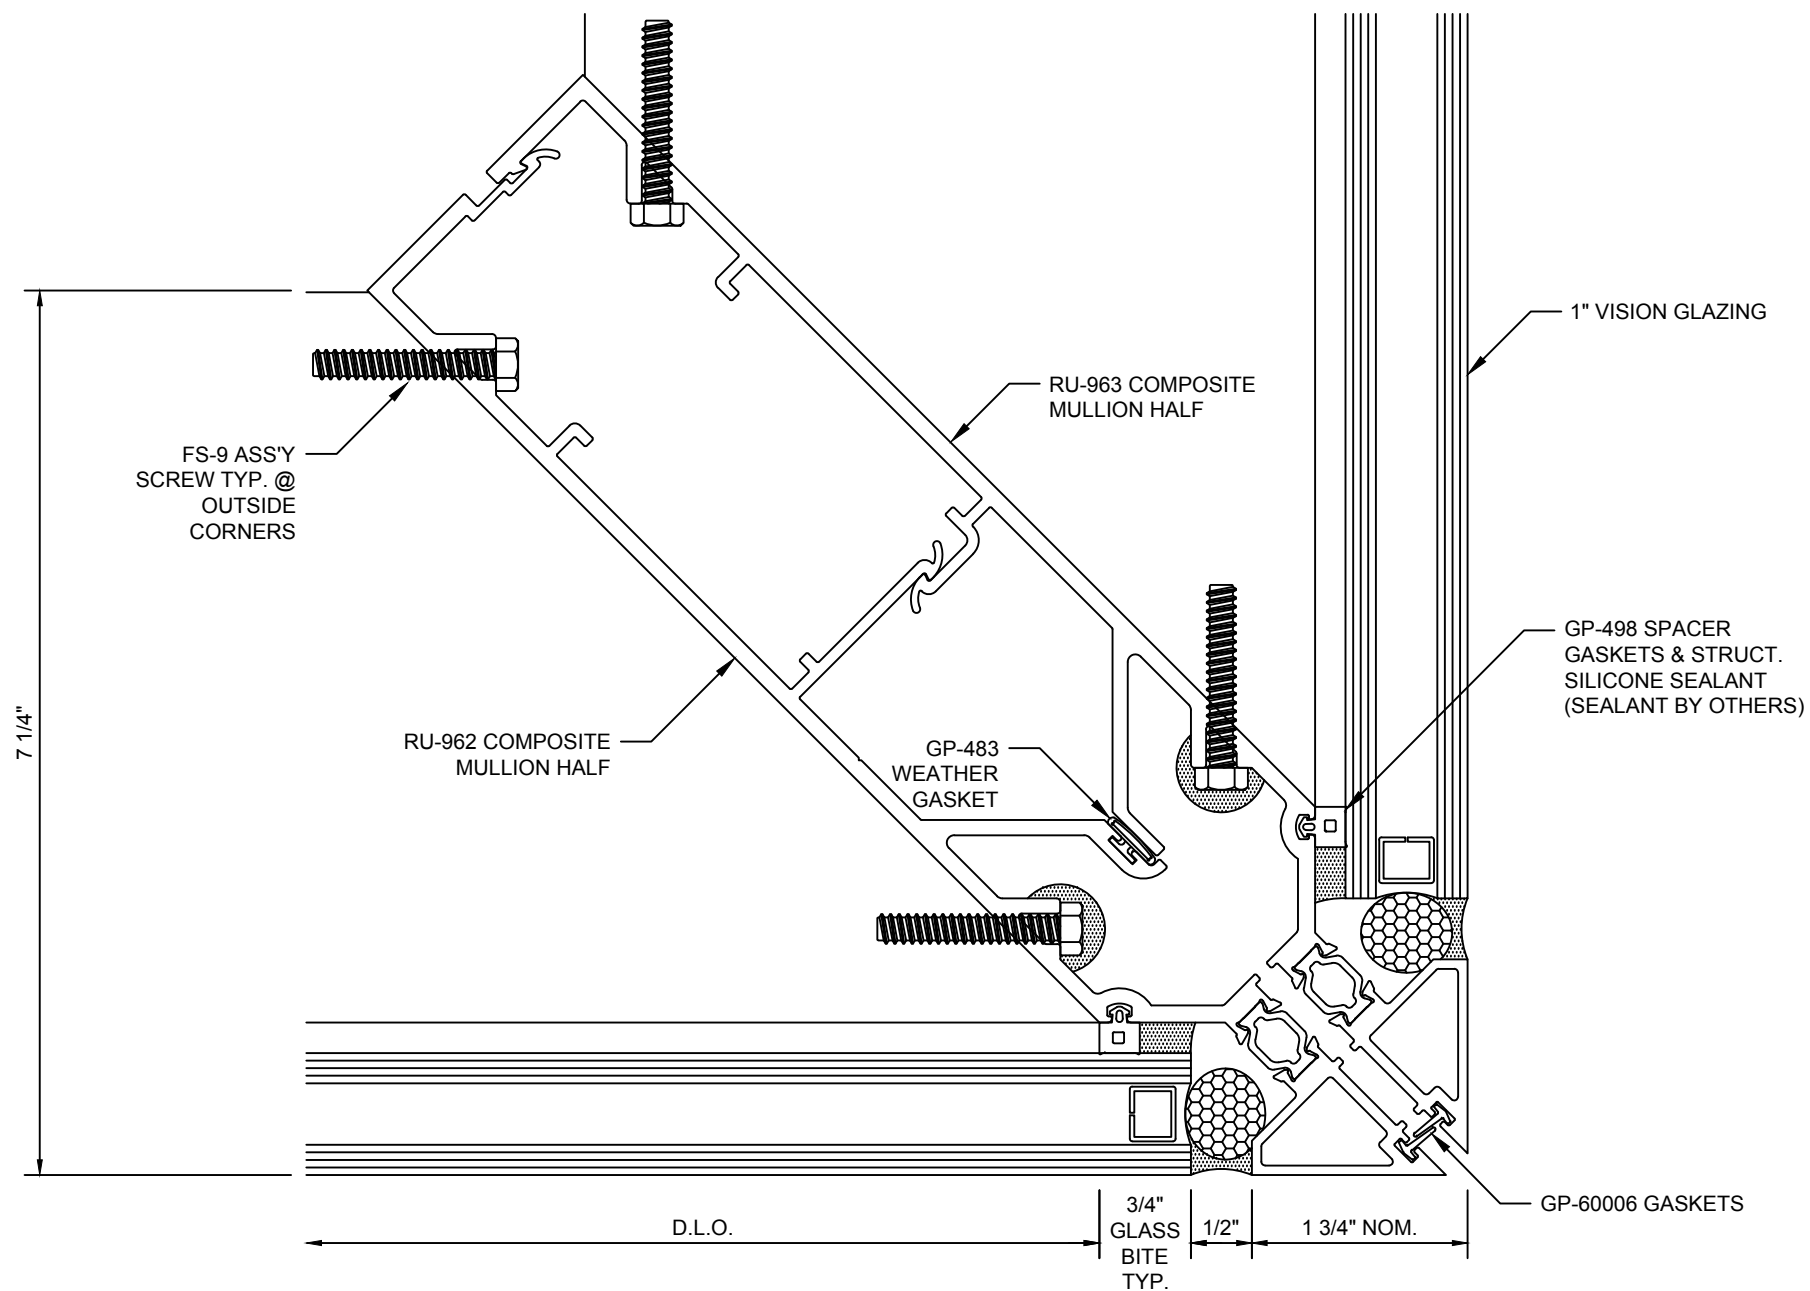 1" VISION GLAZING
RU-963 COMPOSITE
MULLION HALF
FS-9 ASS'Y
SCREW TYP. @
OUTSIDE
CORNERS
GP-498 SPACER
GASKETS & STRUCT.
SILICONE SEALANT
(SEALANT BY OTHERS)
7 1/4"
RU-962 COMPOSITE
MULLION HALF
GP-483
WEATHER
GASKET
GP-60006 GASKETS
D.L.O.
3/4"
GLASS
BITE
TYP.
1/2"
1 3/4" NOM.